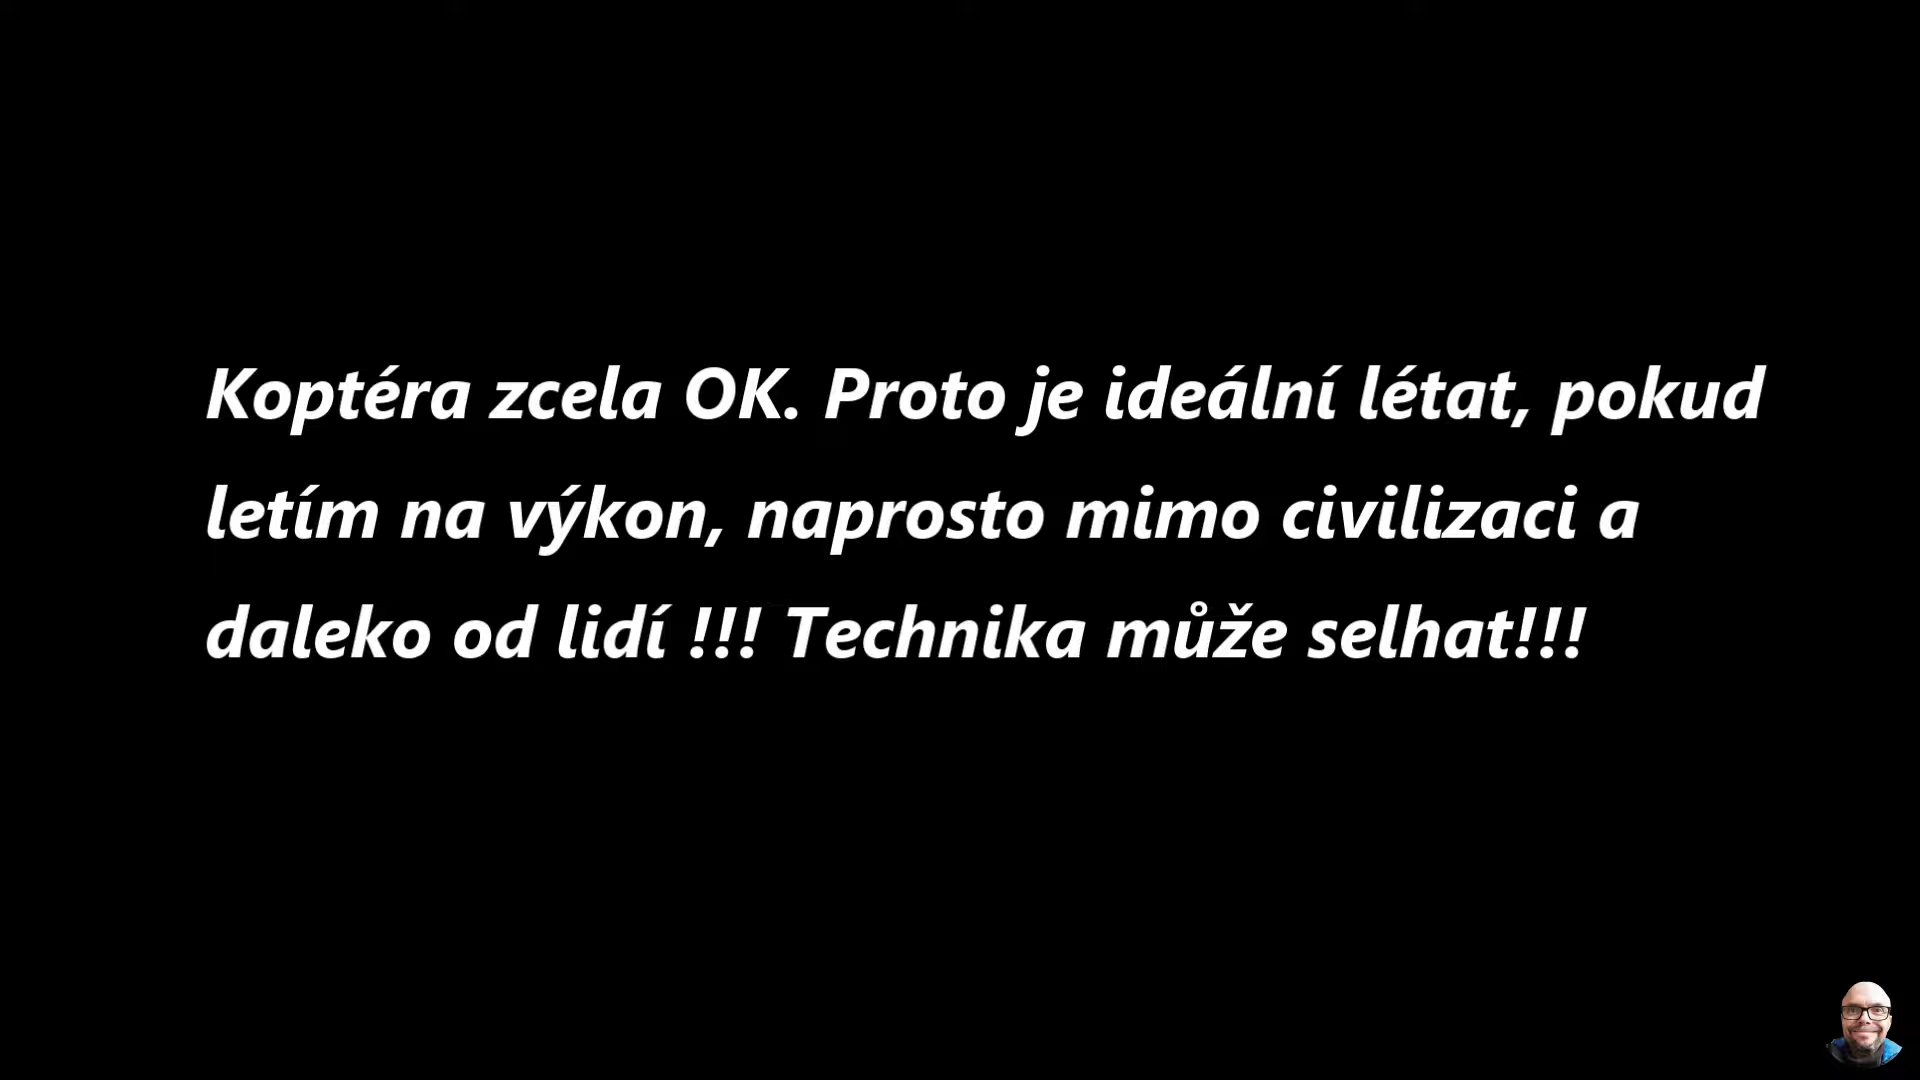 Koptéra zcela OK. Proto je ideální létat, pokud
letím na výkon, naprosto mimo civilizaci a
daleko od lidí !!! Technika může selhat!!!